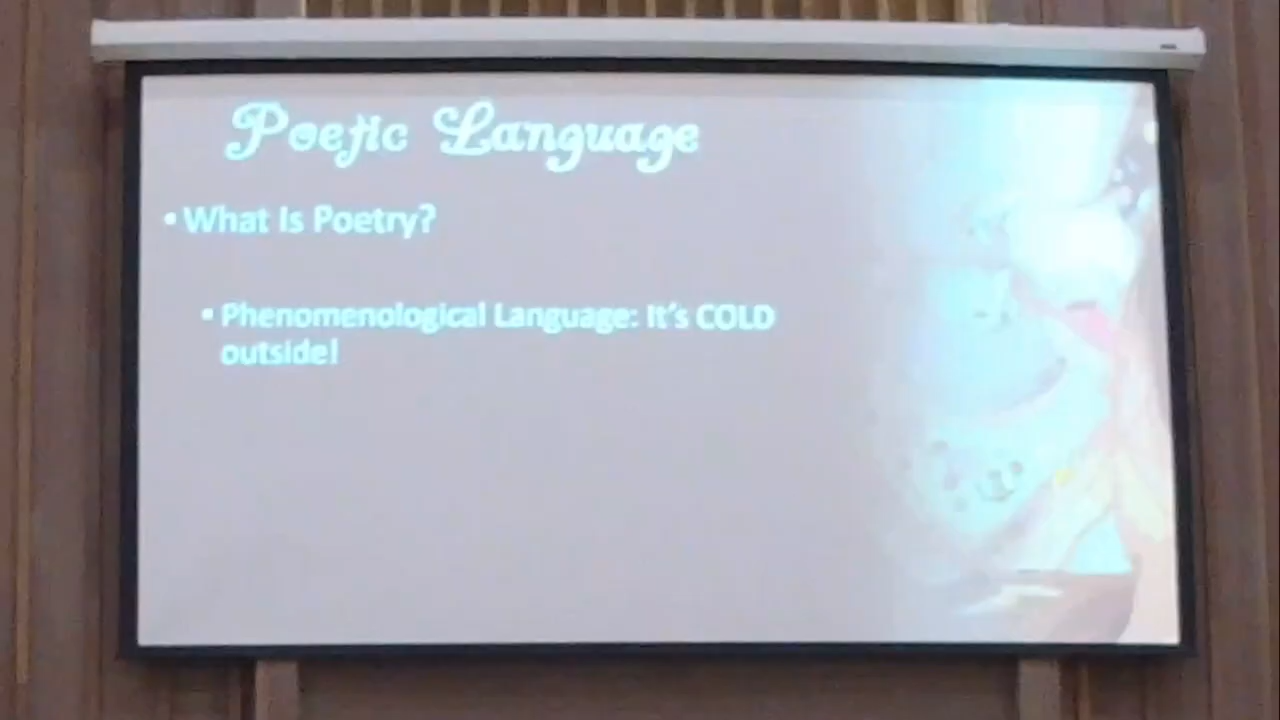 Poetic Language
• What Is Poetry?
• Phenomenological Language: It's COLD
outside!